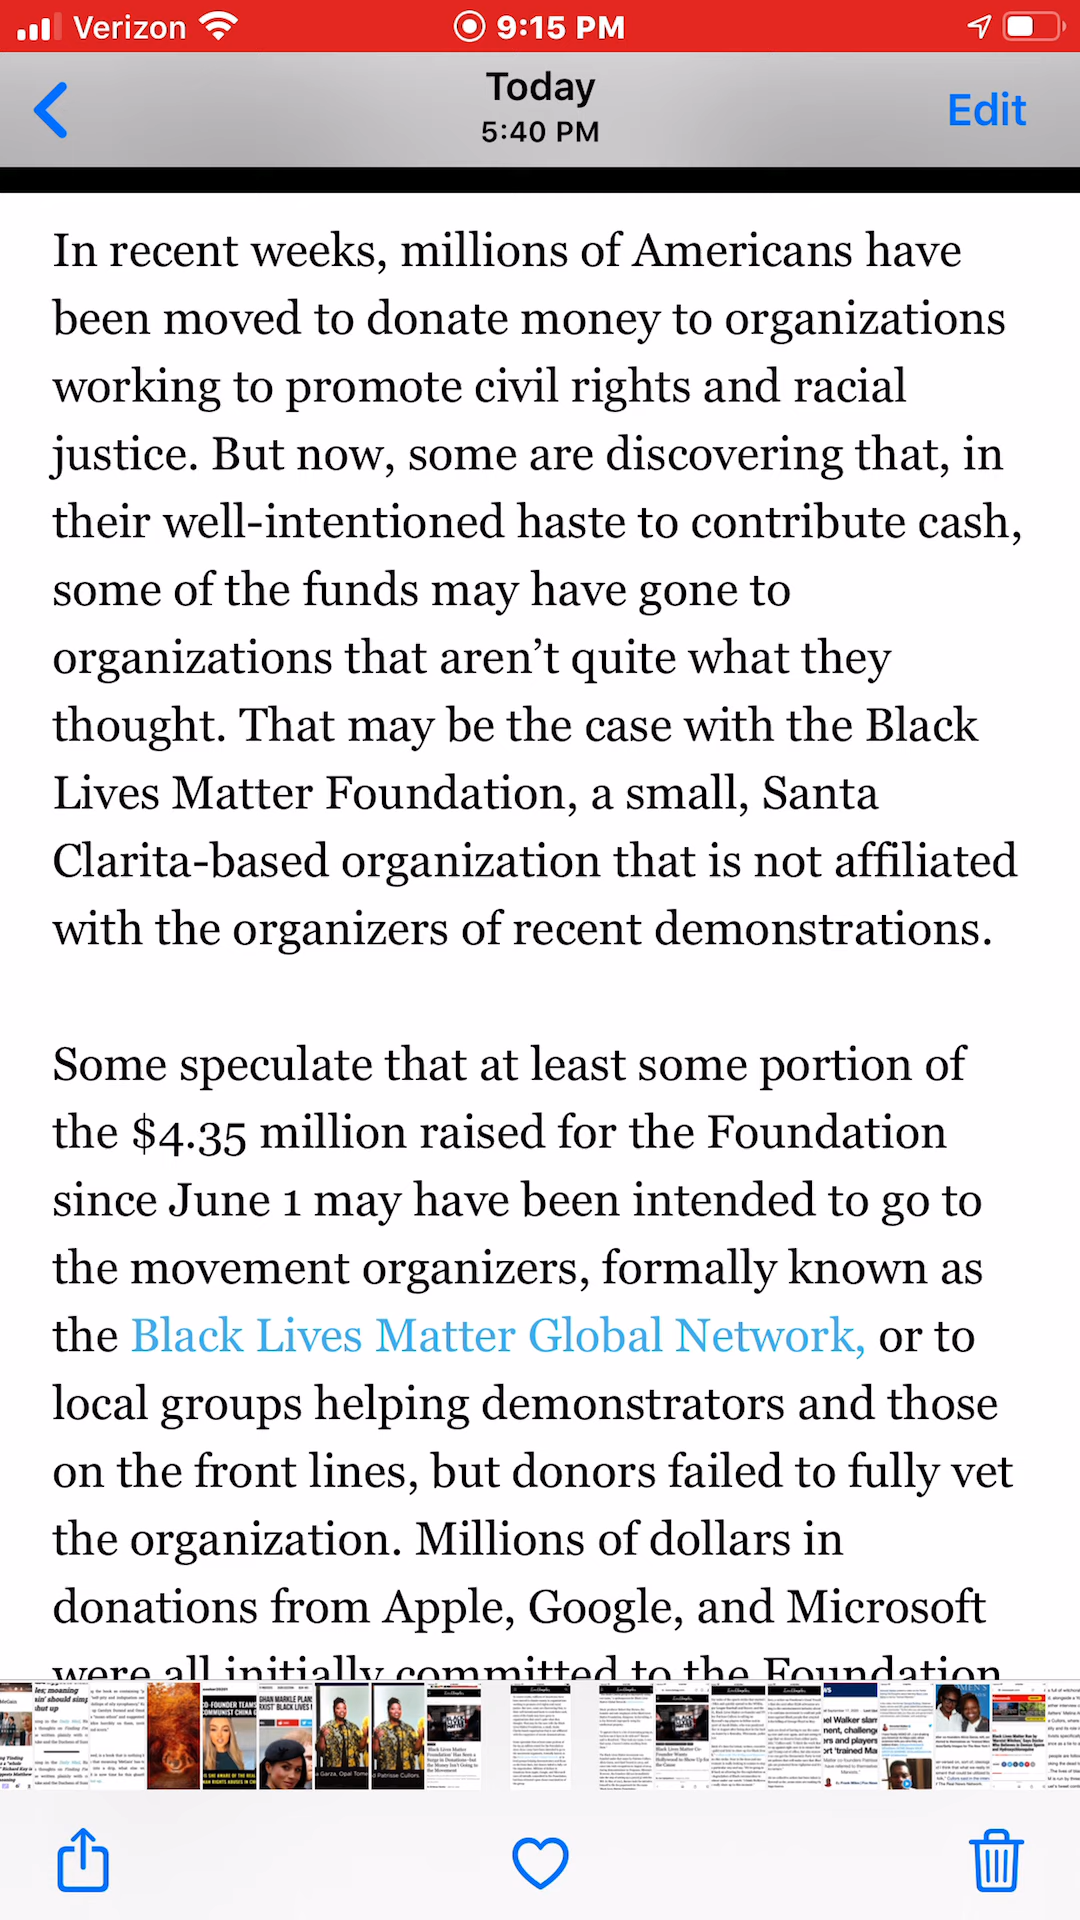 Verizon 9:15 PM
Today
5:40 PM
Edit
In recent weeks, millions of Americans have
been moved to donate money to organizations
working to promote civil rights and racial
justice. But now, some are discovering that, in
their well-intentioned haste to contribute cash,
some of the funds may have gone to
organizations that aren’t quite what they
thought. That may be the case with the Black
Lives Matter Foundation, a small, Santa
Clarita-based organization that is not affiliated
with the organizers of recent demonstrations.
Some speculate that at least some portion of
the $4.35 million raised for the Foundation
since June 1 may have been intended to go to
the movement organizers, formally known as
the Black Lives Matter Global Network, or to
local groups helping demonstrators and those
on the front lines, but donors failed to fully vet
the organization. Millions of dollars in
donations from Apple, Google, and Microsoft
were all initially committed to the Foundation